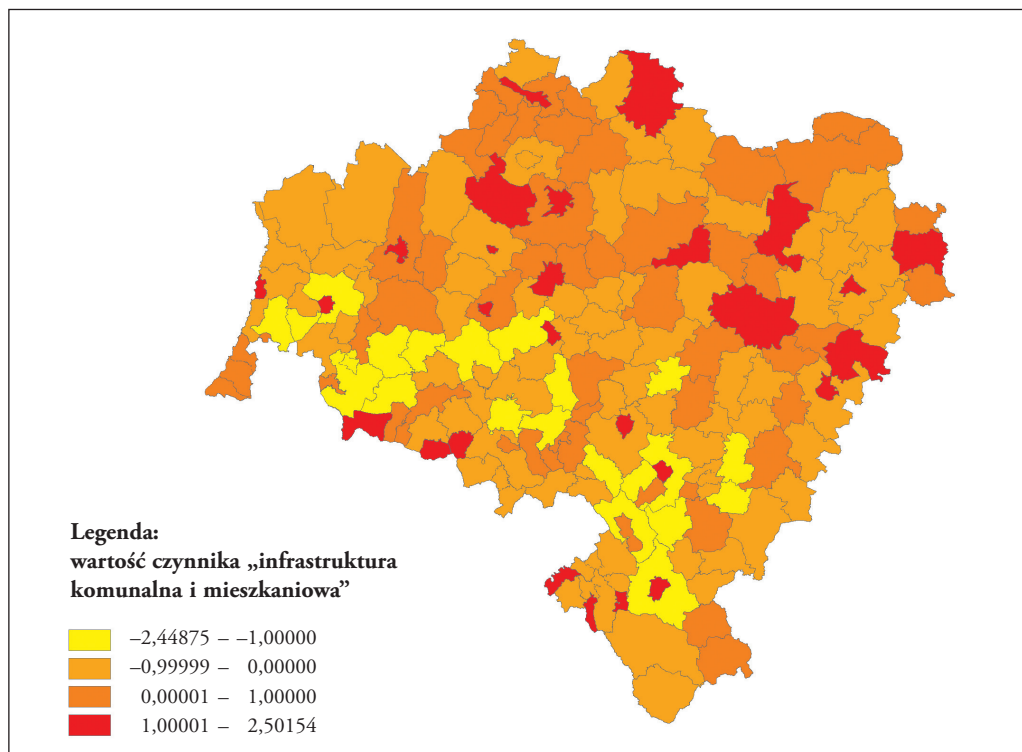 Legenda:
wartość czynnika „infrastruktura
komunalna i mieszkaniowa”
–2,44875 – –1,00000
–0,99999 – 0,00000
0,00001 – 1,00000
1,00001 – 2,50154